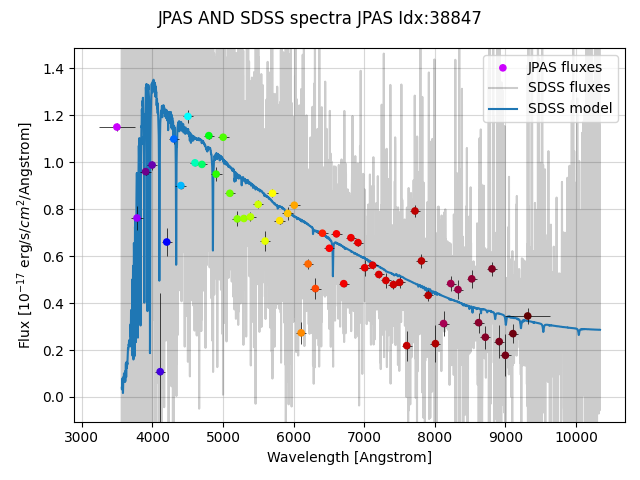 JPAS AND SDSS spectra JPAS Idx:38847
JPAS fluxes
SDSS fluxes
SDSS model
Flux [10⁻¹⁷ erg/s/cm²/Angstrom]
1.4
1.2
1.0
0.8
0.6
0.4
0.2
0.0
3000 4000 5000 6000 7000 8000 9000 10000
Wavelength [Angstrom]